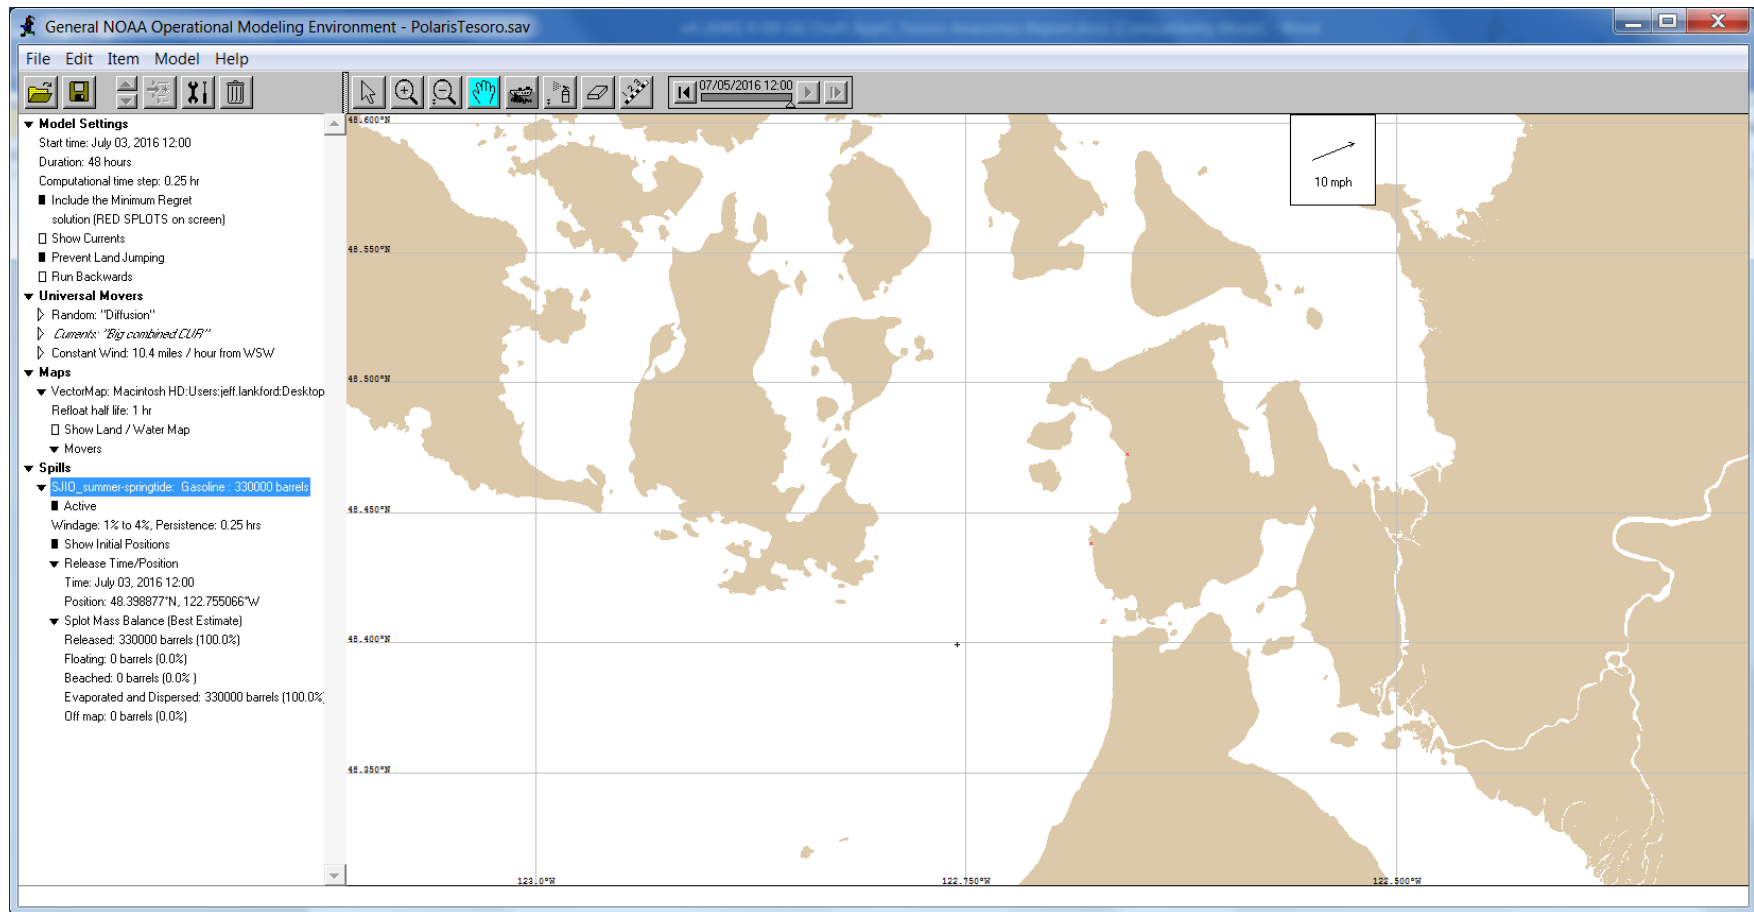 General NOAA Operational Modeling Environment - PolarisTesoro.sav
File Edit Item Model Help
07/05/2016 12:00
Model Settings
Start time: July 03, 2016 12:00
Duration: 48 hours
Computational time step: 0.25 hr
Include the Minimum Regret
solution (RED SPLOTS on screen)
Show Currents
Prevent Land Jumping
Run Backwards
Universal Movers
Random: "Diffusion"
Currents: "Big combined.CUR"
Constant Wind: 10.4 miles / hour from WSW
Maps
VectorMap: Macintosh HD:Users:jeff.lankford:Desktop
Refloat half life: 1 hr
Show Land / Water Map
Movers
Spills
SJIO_summer-springtide: Gasoline : 330000 barrels
Active
Windage: 1% to 4%, Persistence: 0.25 hrs
Show Initial Positions
Release Time/Position
Time: July 03, 2016 12:00
Position: 48.398877°N, 122.755066°W
Splot Mass Balance (Best Estimate)
Released: 330000 barrels (100.0%)
Floating: 0 barrels (0.0%)
Beached: 0 barrels (0.0% )
Evaporated and Dispersed: 330000 barrels (100.0%
Off map: 0 barrels (0.0%)
48.600°N
10 mph
48.550°N
48.500°N
48.450°N
48.400°N
48.350°N
123.0°W
122.750°W
122.500°W